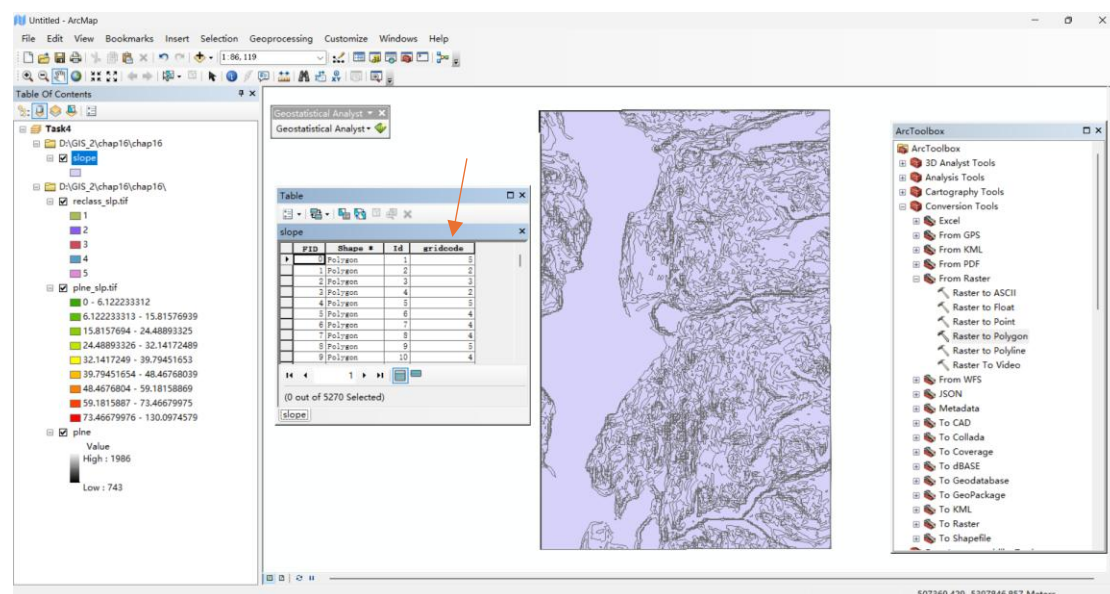 Untitled - ArcMap
File Edit View Bookmarks Insert Selection Geoprocessing Customize Windows Help
1:86,119
Table Of Contents
Task4
D:\GIS_2\chap16\chap16
slope
D:\GIS_2\chap16\chap16\
reclass_slp.tif
1
2
3
4
5
plne_slp.tif
0 - 6.122233312
6.122233313 - 15.81576939
15.8157694 - 24.48893325
24.48893326 - 32.14172489
32.1417249 - 39.79451653
39.79451654 - 48.46768039
48.4676804 - 59.18158869
59.1815887 - 73.46679975
73.46679976 - 130.0974579
plne
Value
High : 1986
Low : 743
Geostatistical Analyst
Geostatistical Analyst
Table
slope
FID Shape * Id gridcode
0 Polygon 1 5
1 Polygon 2 2
2 Polygon 3 3
3 Polygon 4 2
4 Polygon 5 5
5 Polygon 6 4
6 Polygon 7 4
7 Polygon 8 4
8 Polygon 9 5
9 Polygon 10 4
1
(0 out of 5270 Selected)
slope
ArcToolbox
ArcToolbox
3D Analyst Tools
Analysis Tools
Cartography Tools
Conversion Tools
Excel
From GPS
From KML
From PDF
From Raster
Raster to ASCII
Raster to Float
Raster to Point
Raster to Polygon
Raster to Polyline
Raster To Video
From WFS
JSON
Metadata
To CAD
To Collada
To Coverage
To dBASE
To Geodatabase
To GeoPackage
To KML
To Raster
To Shapefile